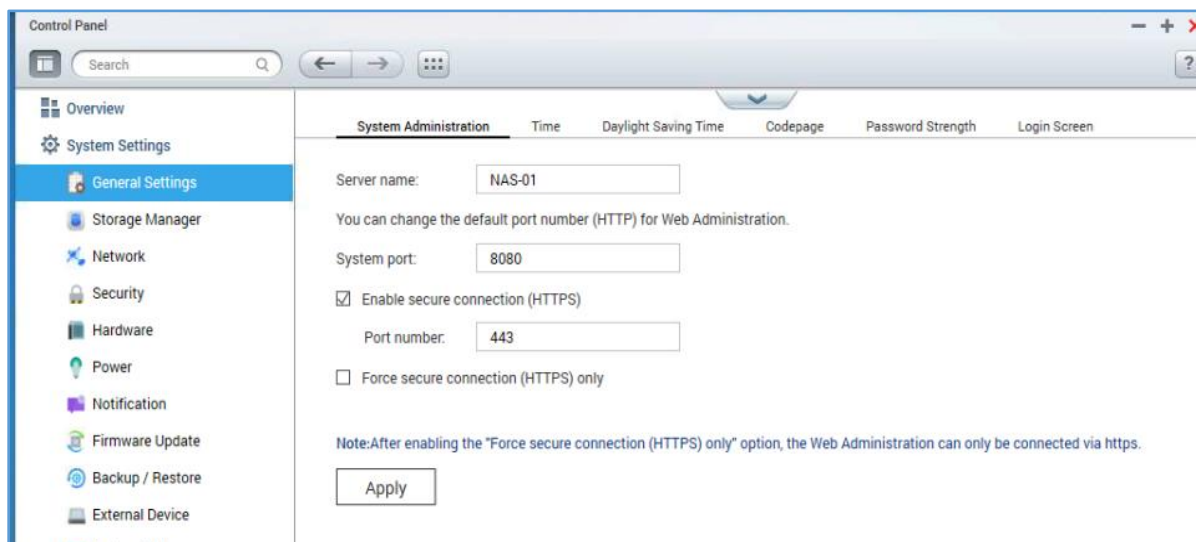 Control Panel
Search
?
Overview
System Settings
General Settings
Storage Manager
Network
Security
Hardware
Power
Notification
Firmware Update
Backup / Restore
External Device
System Administration Time Daylight Saving Time Codepage Password Strength Login Screen
Server name: NAS-01
You can change the default port number (HTTP) for Web Administration.
System port: 8080
Enable secure connection (HTTPS)
Port number: 443
Force secure connection (HTTPS) only
Note:After enabling the "Force secure connection (HTTPS) only" option, the Web Administration can only be connected via https.
Apply